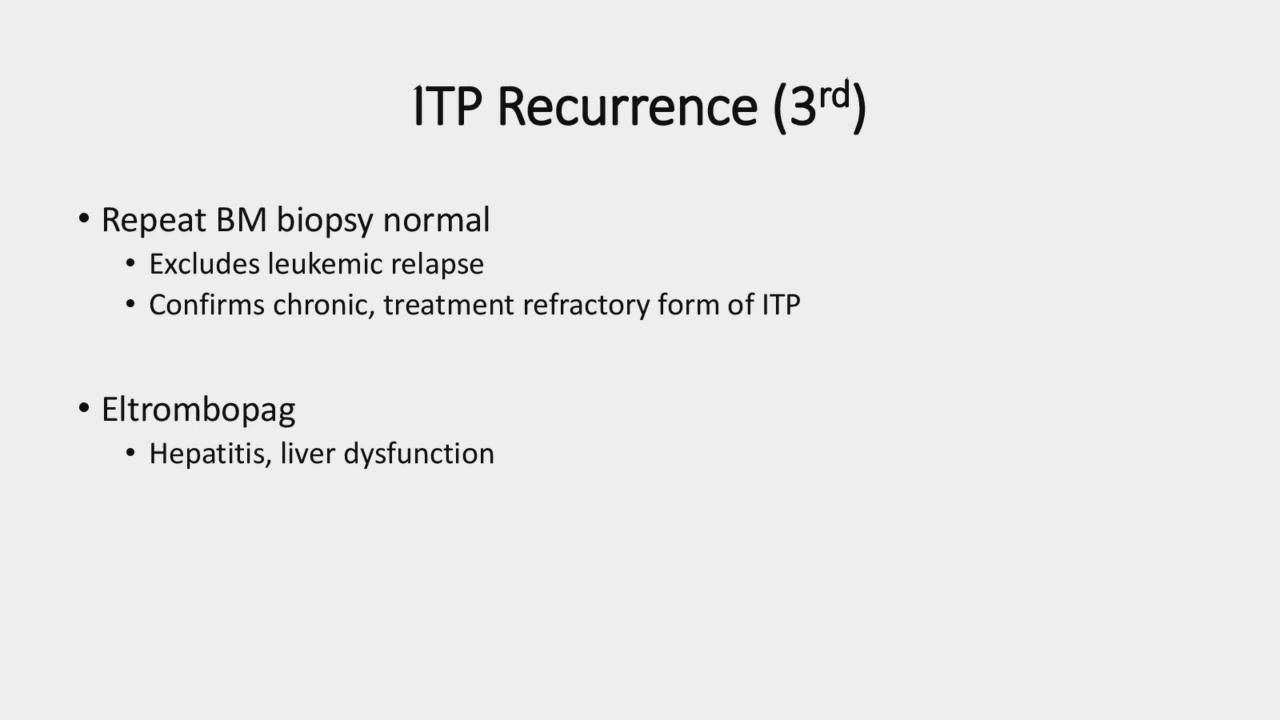 ITP Recurrence (3rd)
• Repeat BM biopsy normal
• Excludes leukemic relapse
• Confirms chronic, treatment refractory form of ITP
• Eltrombopag
• Hepatitis, liver dysfunction